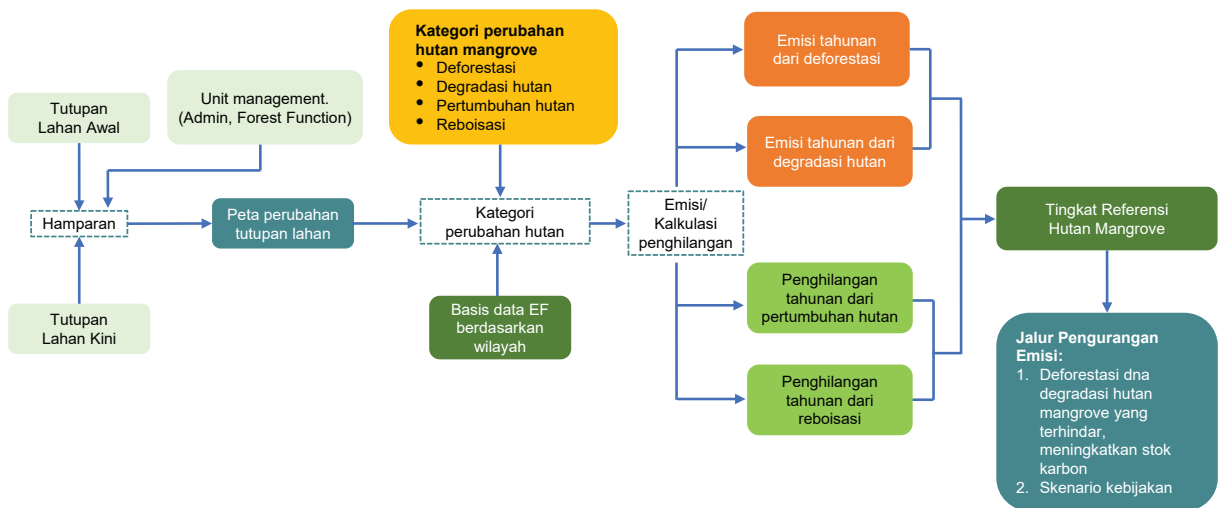 Tutupan
Lahan Awal
Unit management.
(Admin, Forest Function)
Hamparan
Tutupan
Lahan Kini
Peta perubahan
tutupan lahan
Kategori perubahan
hutan mangrove
• Deforestasi
• Degradasi hutan
• Pertumbuhan hutan
• Reboisasi
Kategori
perubahan hutan
Basis data EF
berdasarkan
wilayah
Emisi/
Kalkulasi
penghilangan
Emisi tahunan
dari deforestasi
Emisi tahunan dari
degradasi hutan
Penghilangan
tahunan dari
pertumbuhan hutan
Penghilangan
tahunan dari
reboisasi
Tingkat Referensi
Hutan Mangrove
Jalur Pengurangan
Emisi:
1. Deforestasi dna
degradasi hutan
mangrove yang
terhindar,
meningkatkan stok
karbon
2. Skenario kebijakan